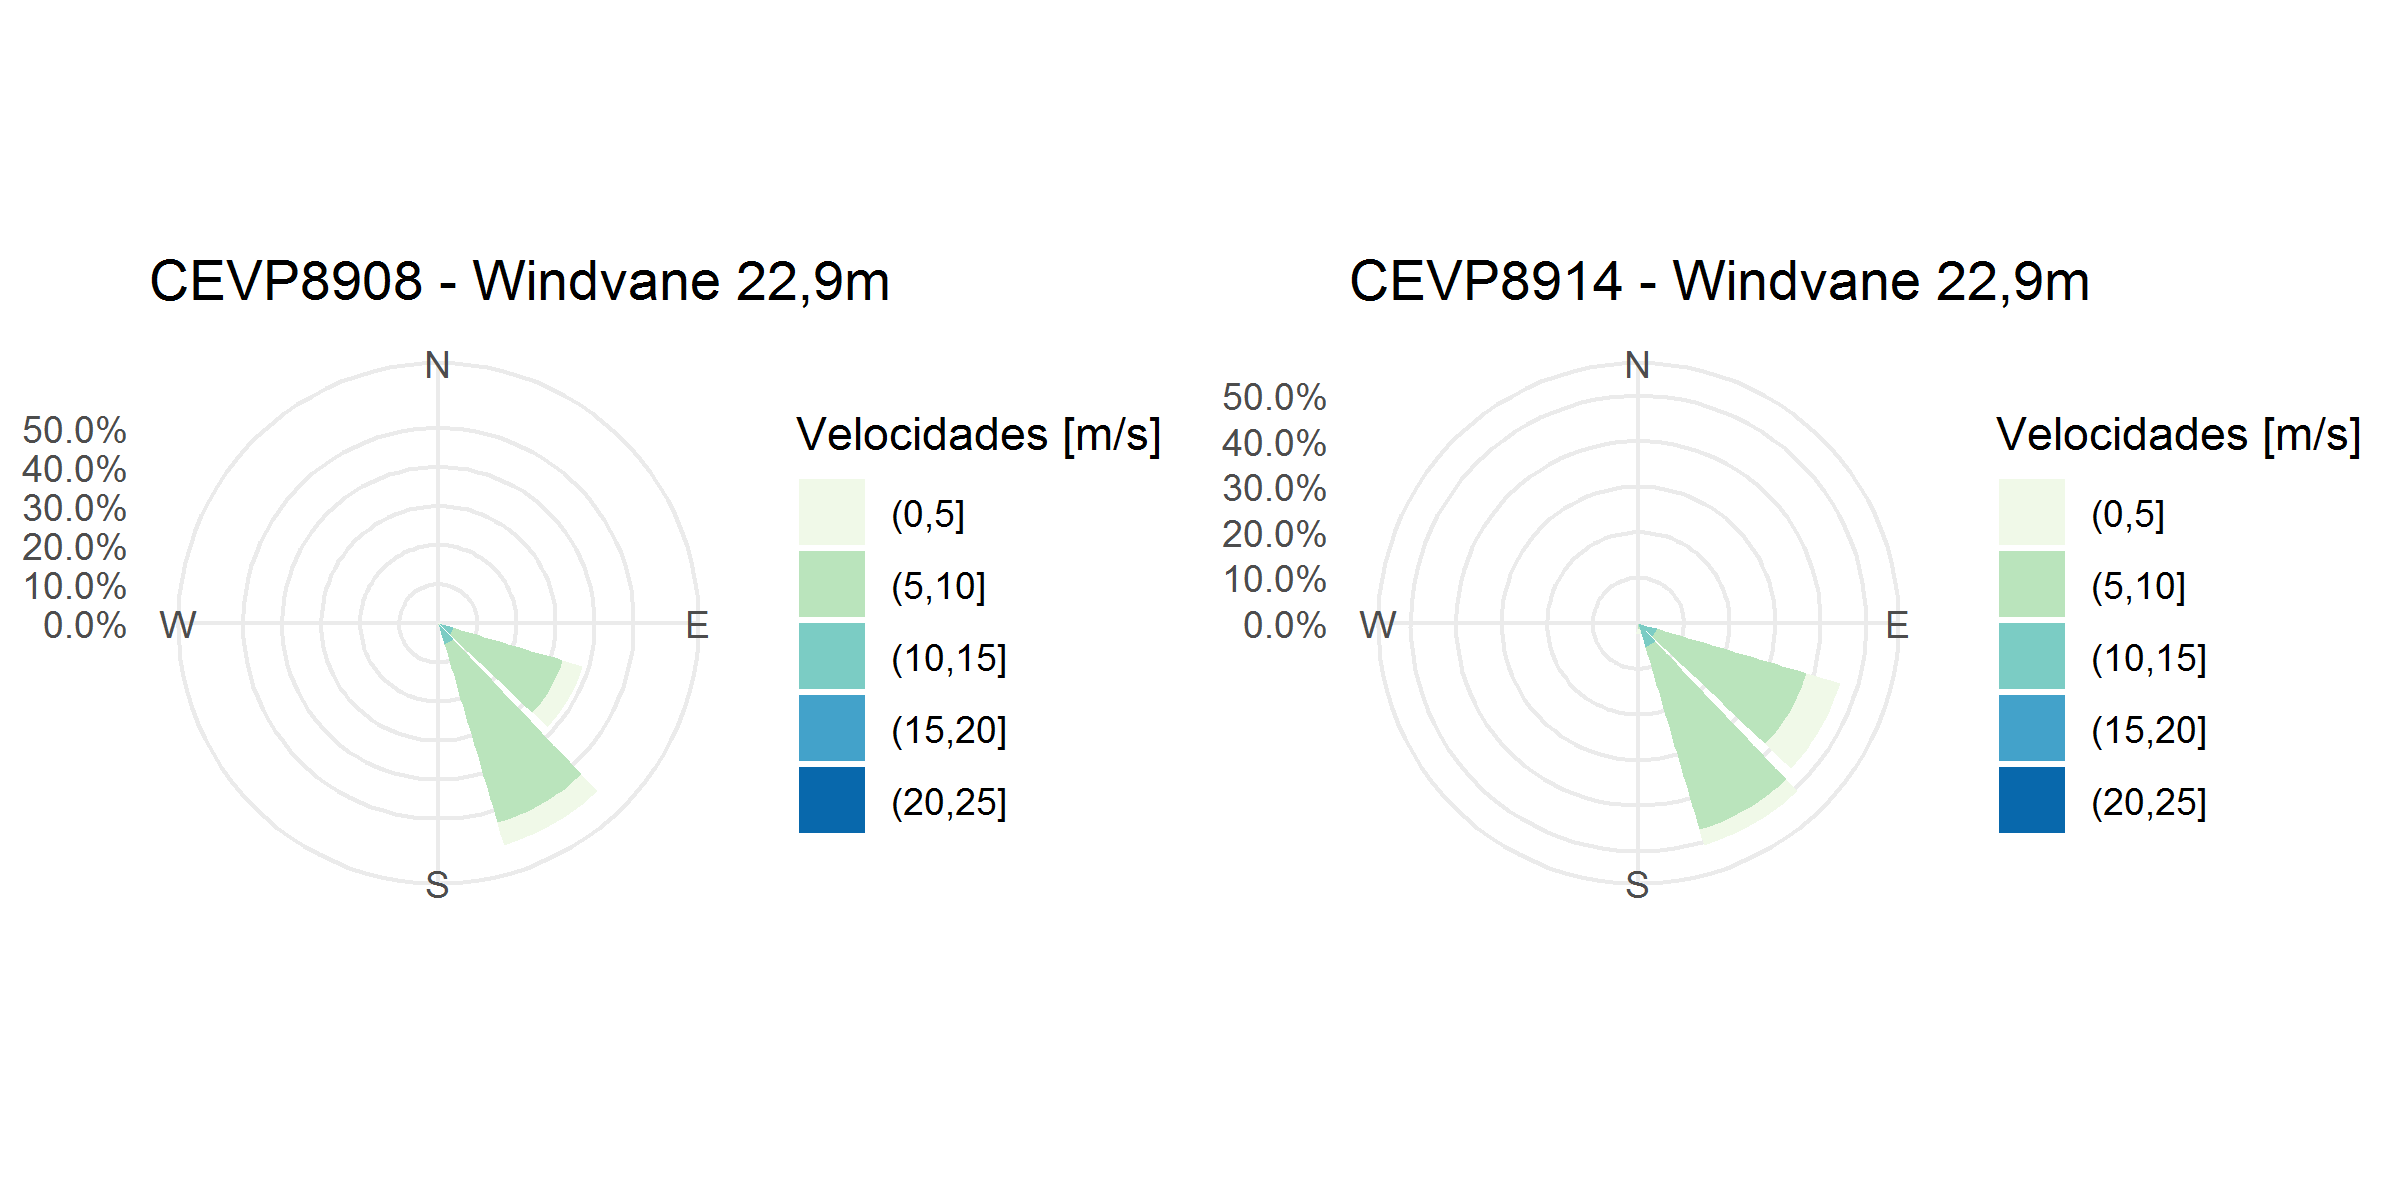 CEVP8908 - Windvane 22,9m
N
50.0%
40.0%
30.0%
20.0%
10.0%
0.0%
W
E
S
Velocidades [m/s]
(0,5]
(5,10]
(10,15]
(15,20]
(20,25]
CEVP8914 - Windvane 22,9m
N
50.0%
40.0%
30.0%
20.0%
10.0%
0.0%
W
E
S
Velocidades [m/s]
(0,5]
(5,10]
(10,15]
(15,20]
(20,25]